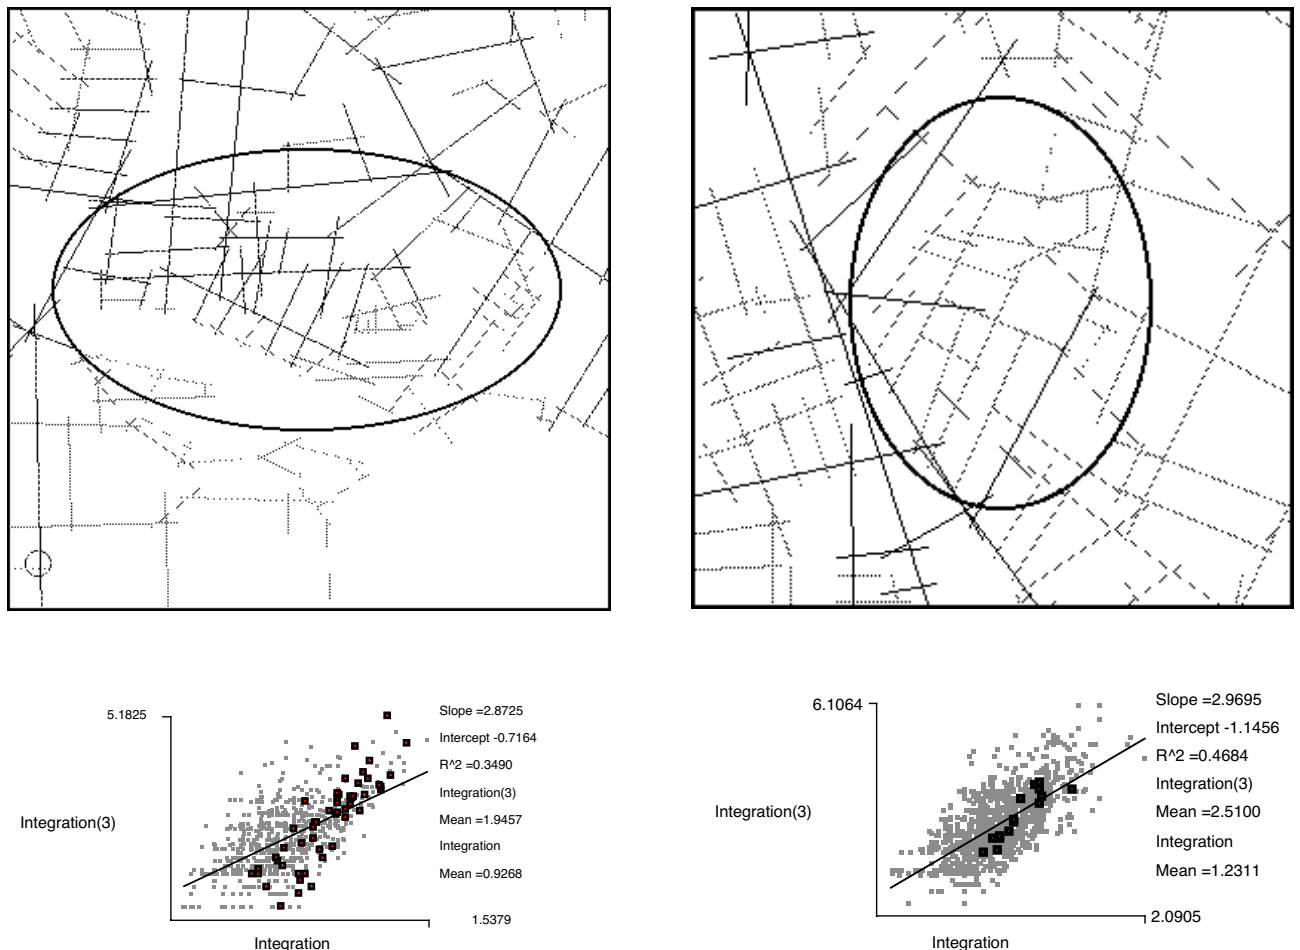 5.1825
Integration(3)
Slope =2.8725
Intercept -0.7164
R^2 =0.3490
Integration(3)
Mean =1.9457
Integration
Mean =0.9268
1.5379
Integration
6.1064
Integration(3)
Slope =2.9695
Intercept -1.1456
R^2 =0.4684
Integration(3)
Mean =2.5100
Integration
Mean =1.2311
2.0905
Integration